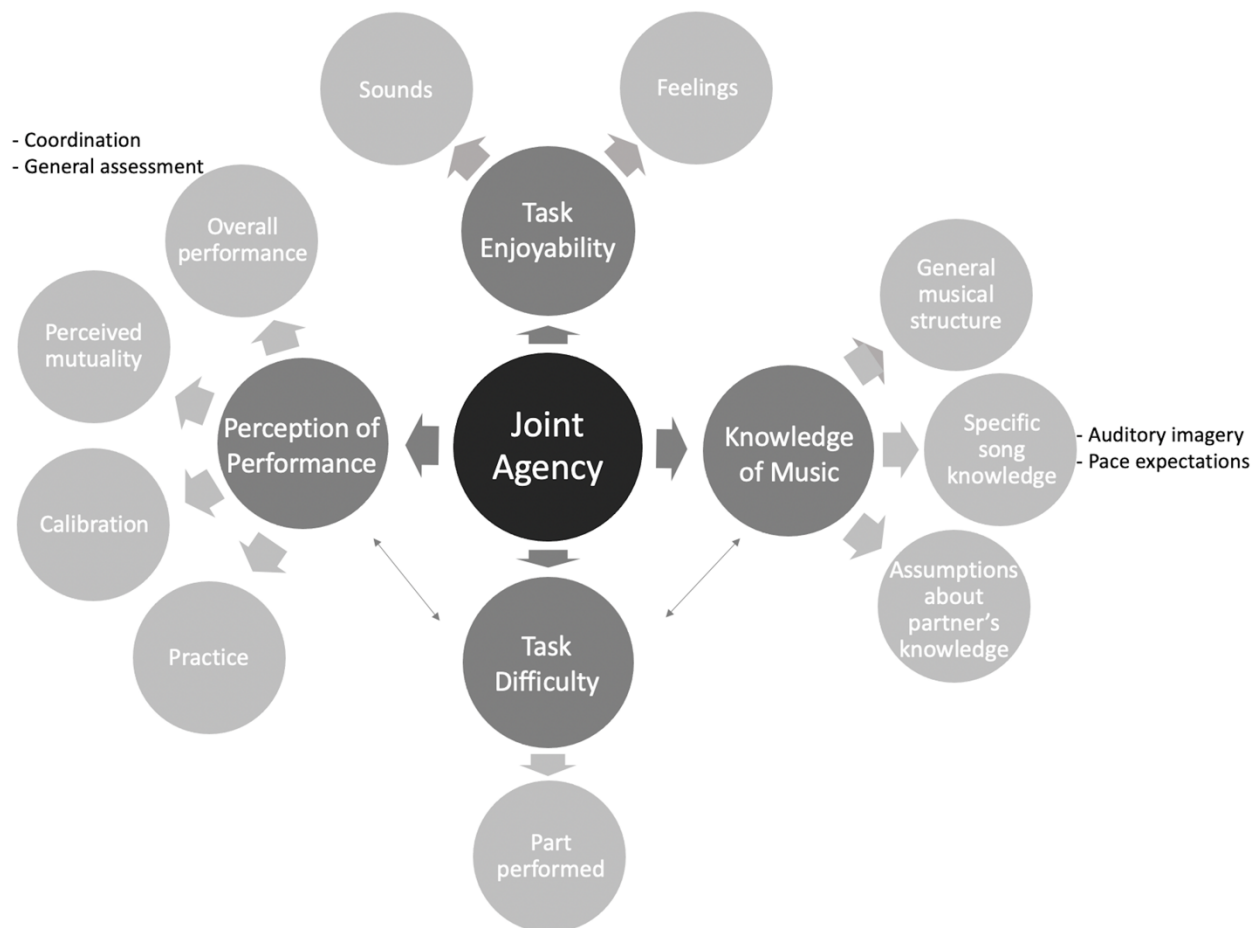 Sounds
Feelings
- Coordination
- General assessment
Task
Enjoyability
Overall
performance
General
musical
structure
Perceived
mutuality
Perception of
Performance
Joint
Agency
Knowledge
of Music
Specific
song
knowledge
- Auditory imagery
- Pace expectations
Calibration
Assumptions
about
partner's
knowledge
Practice
Task
Difficulty
Part
performed